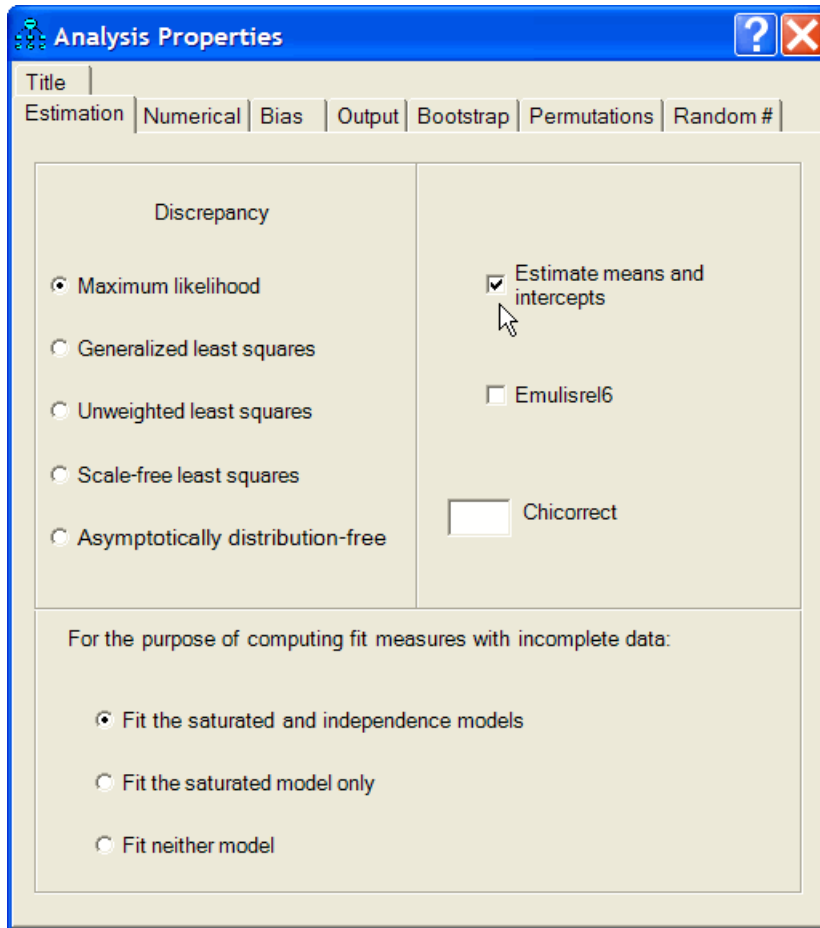 Analysis Properties
Title
Estimation Numerical Bias Output Bootstrap Permutations Random #
Discrepancy
Maximum likelihood
Generalized least squares
Unweighted least squares
Scale-free least squares
Asymptotically distribution-free
Estimate means and
intercepts
Emulisrel6
Chicorrect
For the purpose of computing fit measures with incomplete data:
Fit the saturated and independence models
Fit the saturated model only
Fit neither model